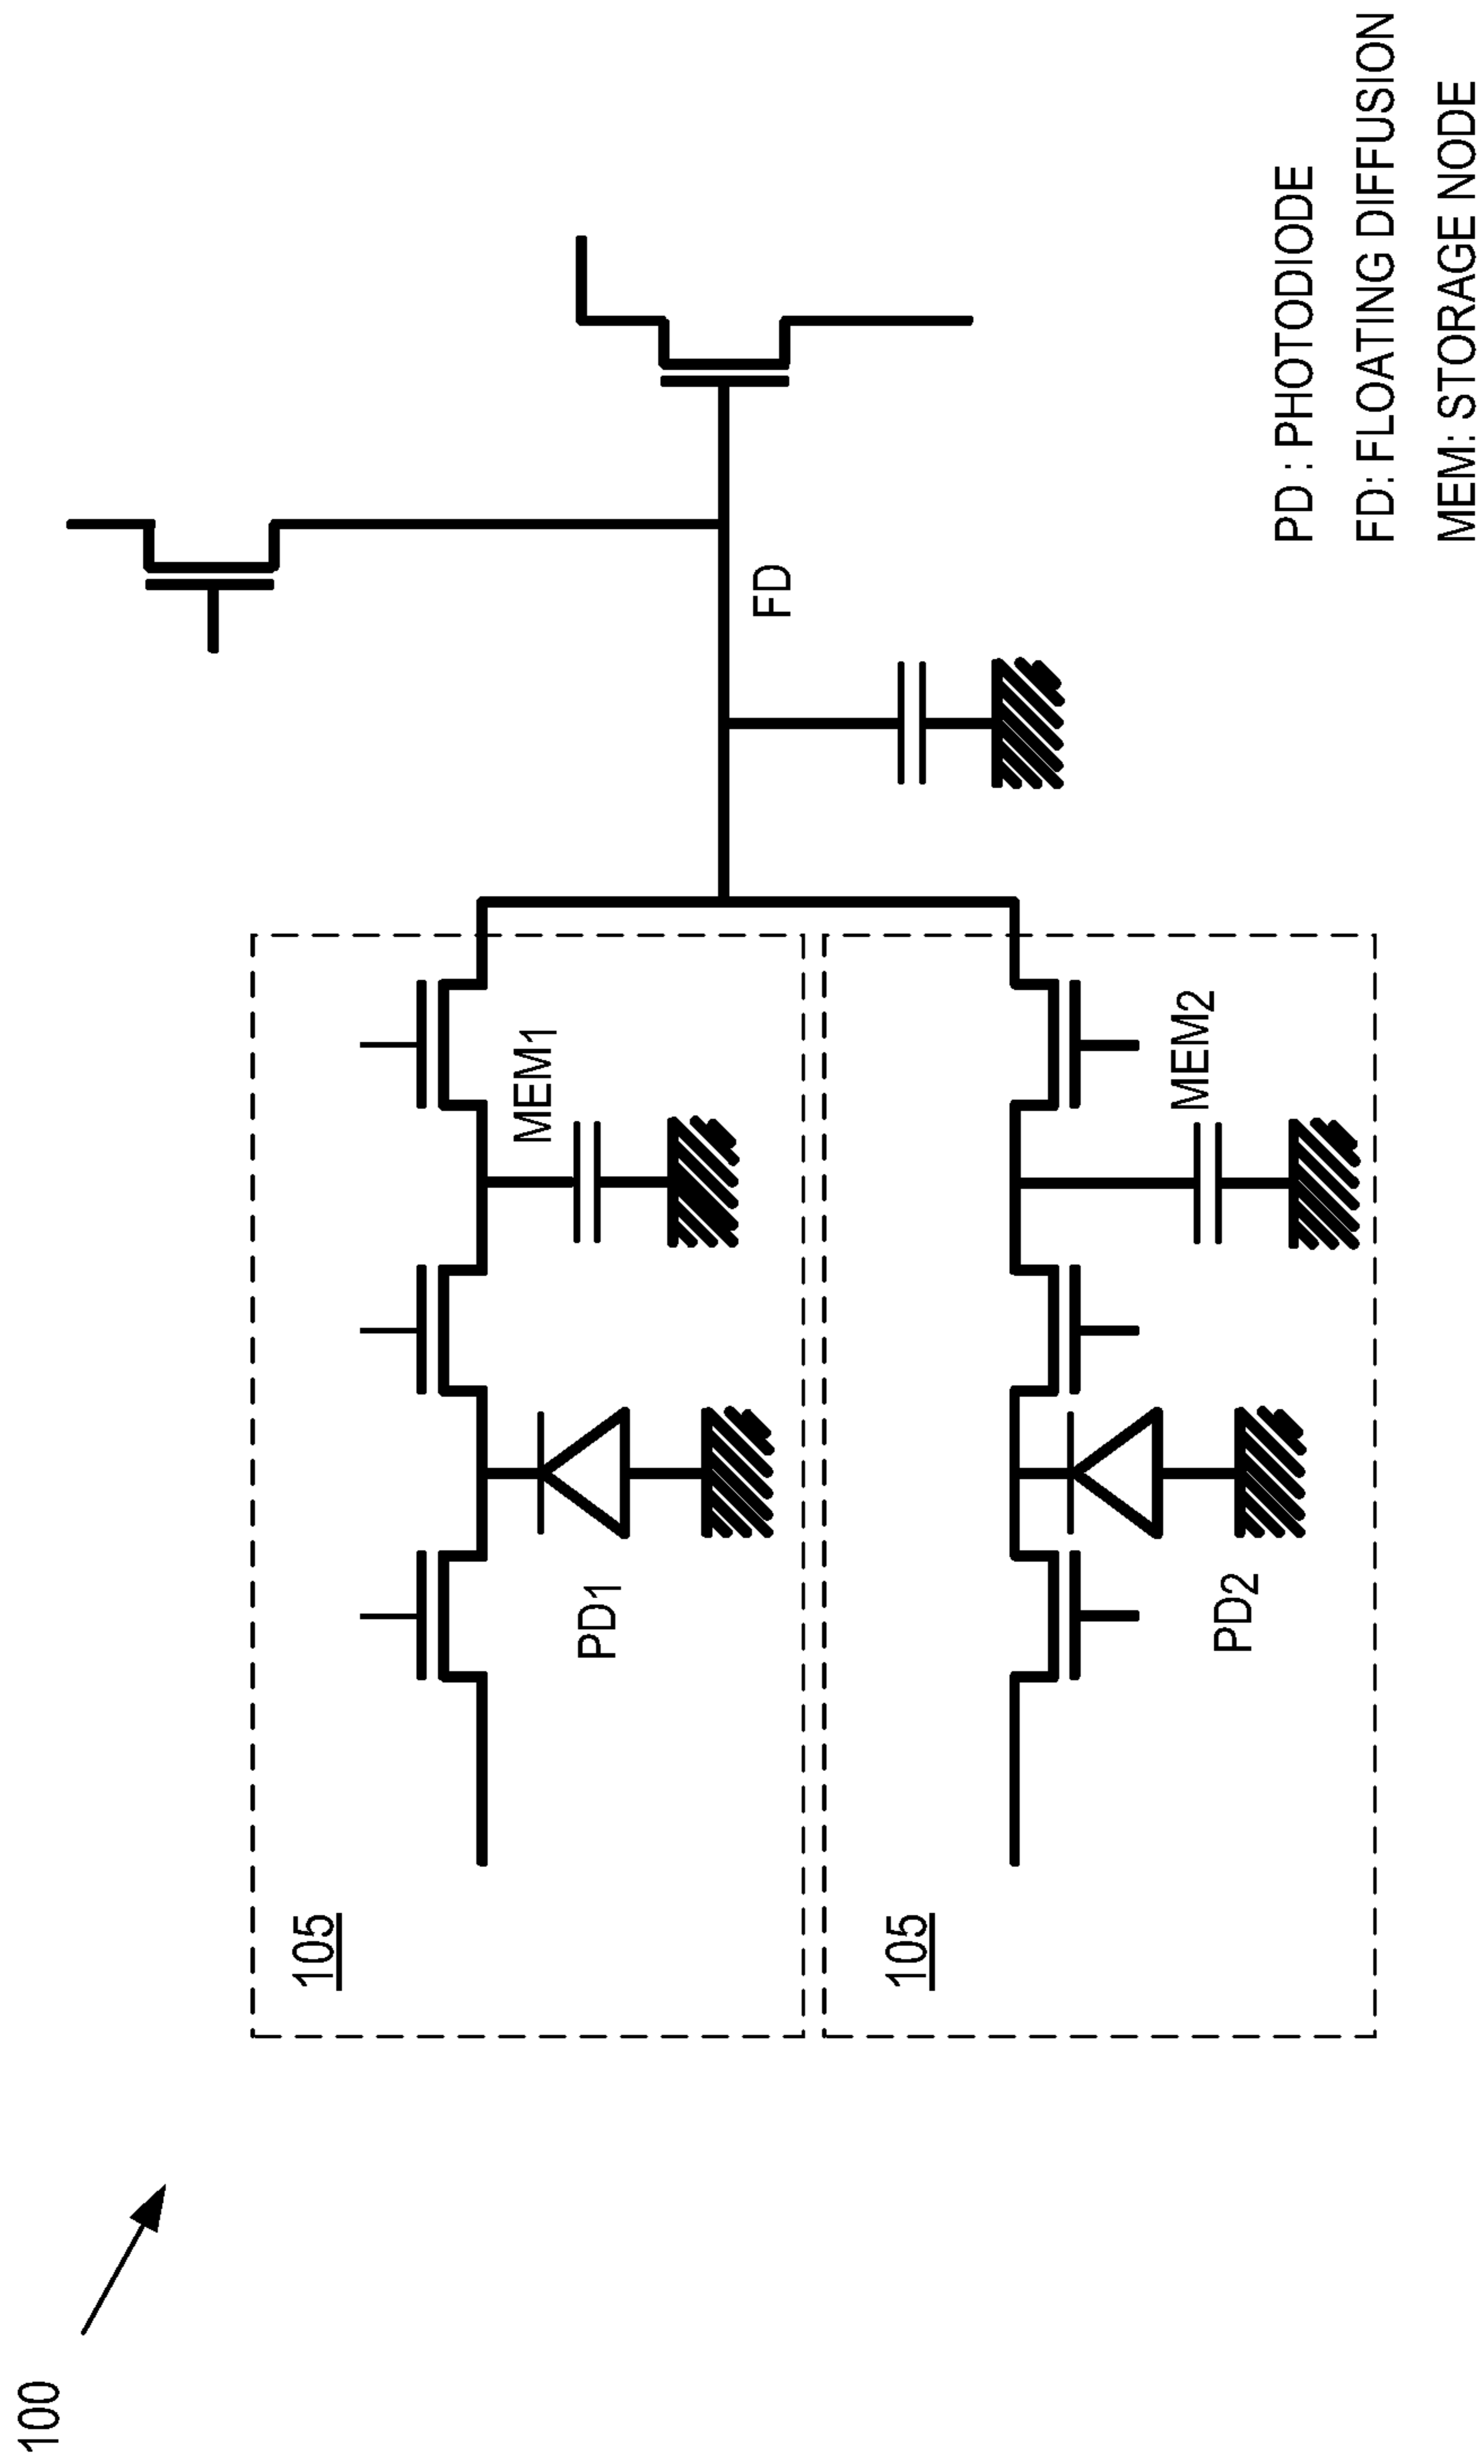 100
105
PD1
MEM1
FD
105
PD2
MEM2
PD : PHOTODIODE
FD: FLOATING DIFFUSION
MEM: STORAGE NODE